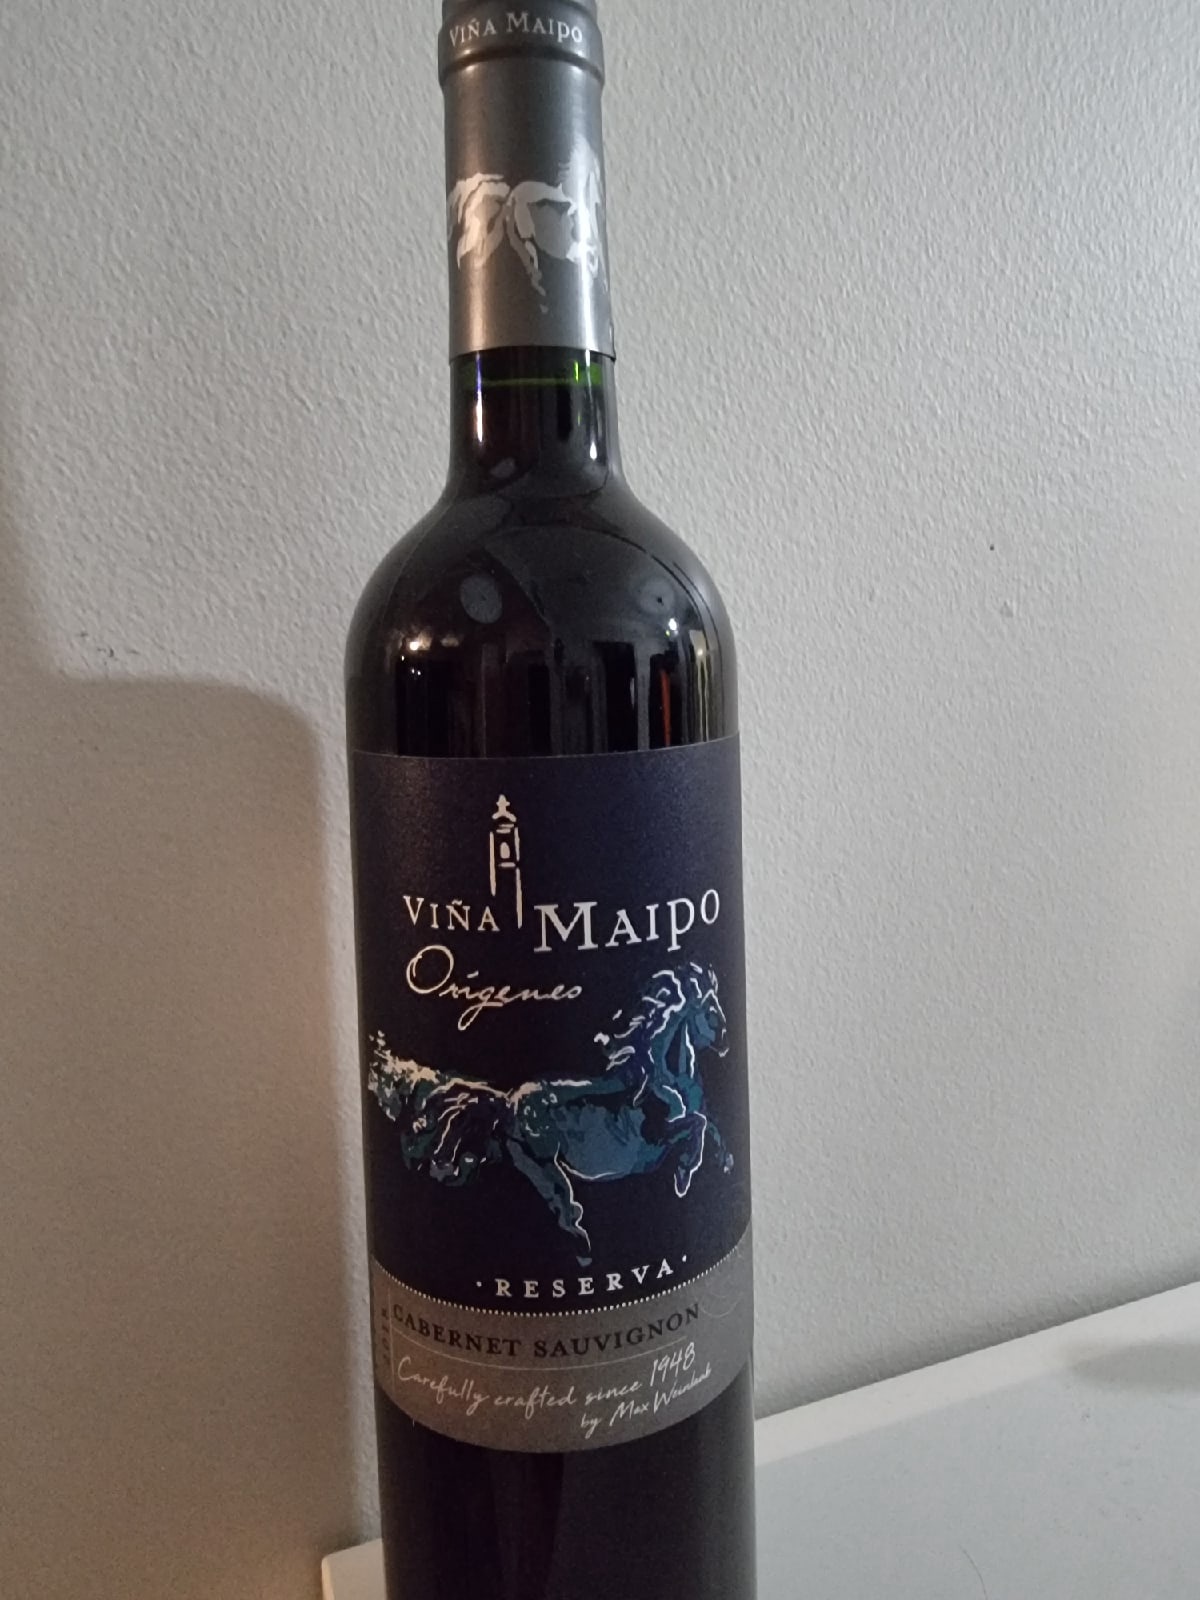 VIÑA MAIPO
VIÑA MAIPO
Orígenes
·RESERVA·
CABERNET SAUVIGNON
Carefully crafted since 1948
by Max Weinlaub